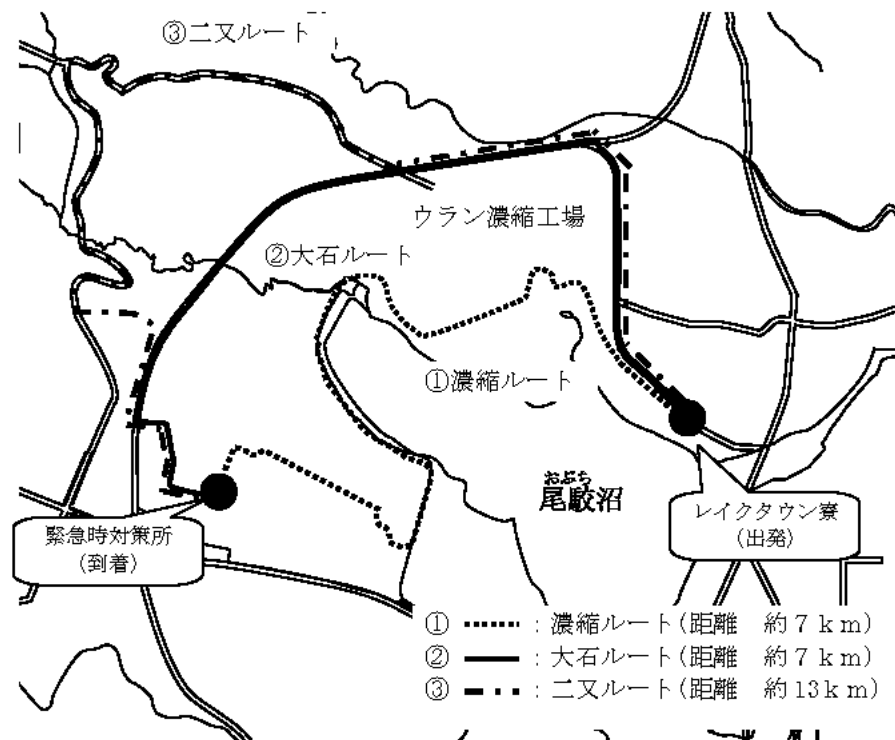 ③二又ルート
ウラン濃縮工場
②大石ルート
①濃縮ルート
おぶち
尾駮沼
レイクタウン寮
(出発)
緊急時対策所
(到着)
① : 濃縮ルート(距離 約7km)
② : 大石ルート(距離 約7km)
③ : 二又ルート(距離 約13km)